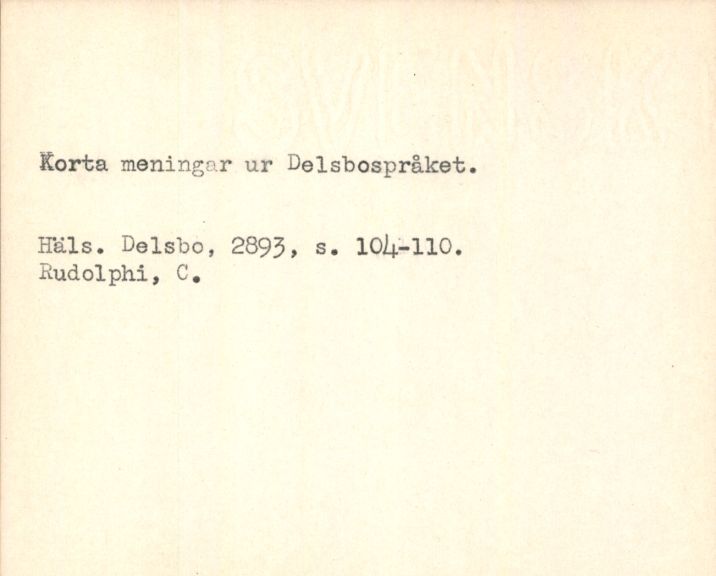 Korta meningar ur Delsbospråket.
Häls. Delsbo, 2893, s. 104-110.
Rudolphi, C.